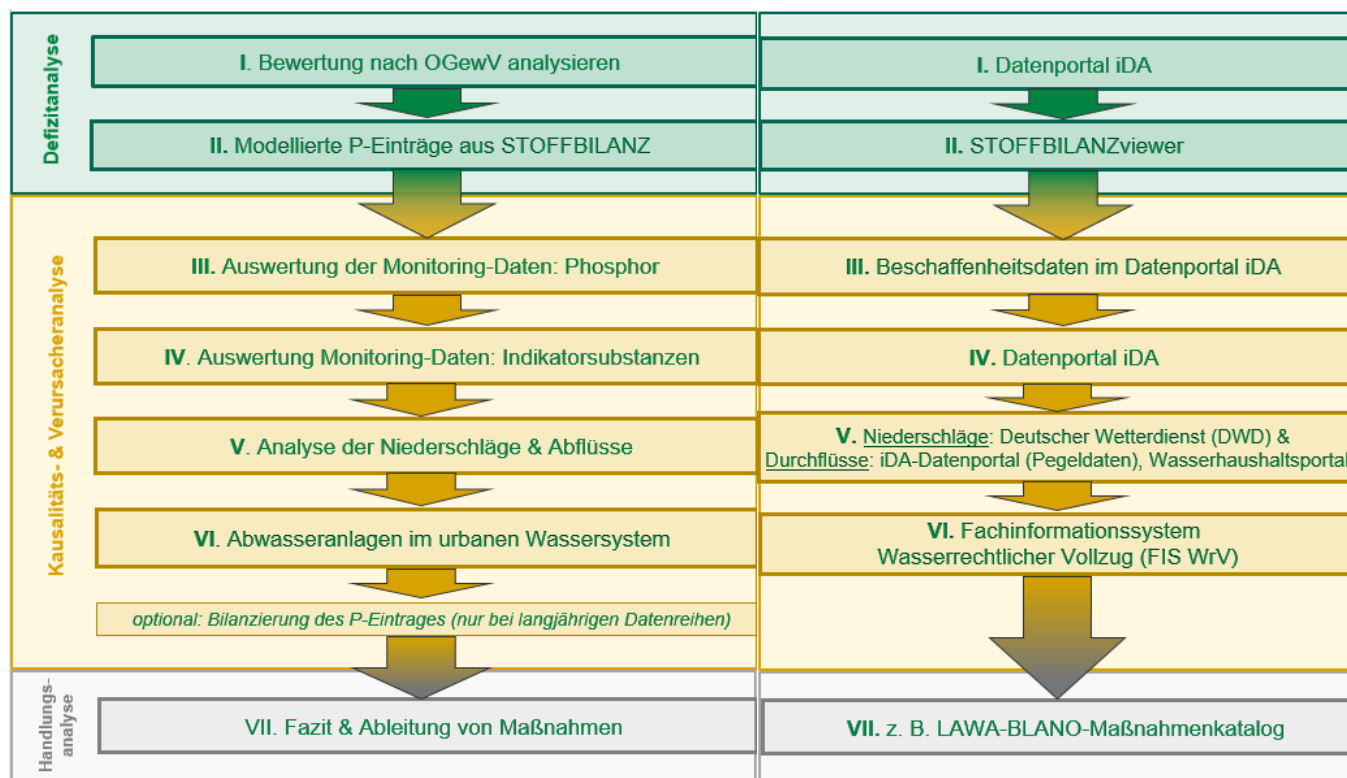 Defizitanalyse
I. Bewertung nach OGewV analysieren
I. Datenportal iDA
II. Modellierte P-Einträge aus STOFFBILANZ
II. STOFFBILANZviewer
Kausalitäts- & Verursacheranalyse
III. Auswertung der Monitoring-Daten: Phosphor
III. Beschaffenheitsdaten im Datenportal iDA
IV. Auswertung Monitoring-Daten: Indikatorsubstanzen
IV. Datenportal iDA
V. Analyse der Niederschläge & Abflüsse
V. Niederschläge: Deutscher Wetterdienst (DWD) &
Durchflüsse: iDA-Datenportal (Pegeldaten), Wasserhaushaltsportal
VI. Abwasseranlagen im urbanen Wassersystem
VI. Fachinformationssystem
Wasserrechtlicher Vollzug (FIS WrV)
optional: Bilanzierung des P-Eintrages (nur bei langjährigen Datenreihen)
Handlungs-
analyse
VII. Fazit & Ableitung von Maßnahmen
VII. z. B. LAWA-BLANO-Maßnahmenkatalog